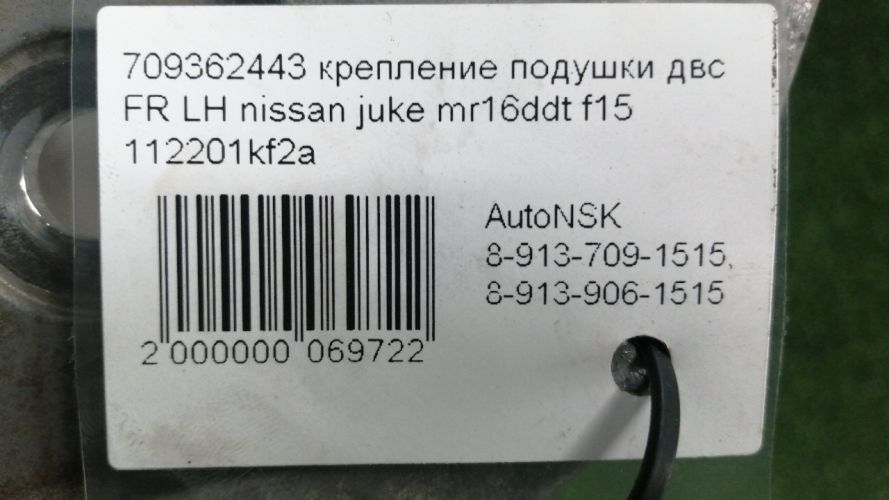 709362443 крепление подушки двс
FR LH nissan juke mr16ddt f15
112201kf2a
AutoNSK
8-913-709-1515,
8-913-906-1515
2 000000 069722